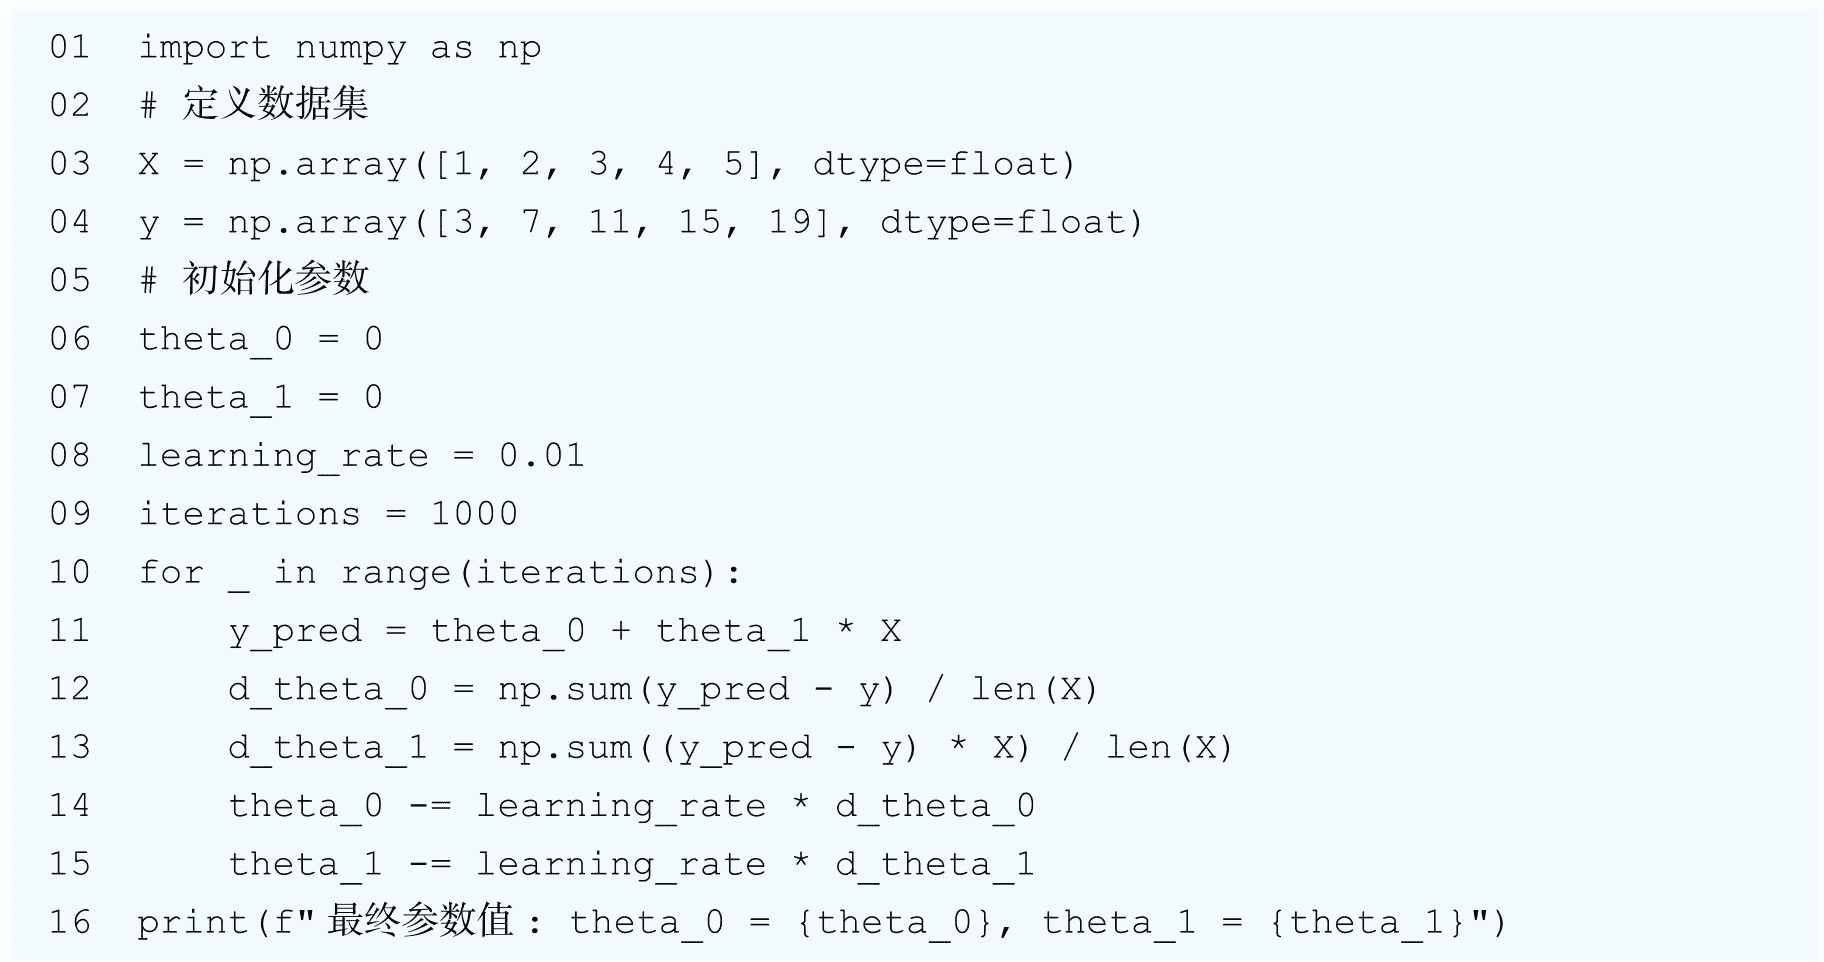 01 import numpy as np
02 # 定义数据集
03 X = np.array([1, 2, 3, 4, 5], dtype=float)
04 y = np.array([3, 7, 11, 15, 19], dtype=float)
05 # 初始化参数
06 theta_0 = 0
07 theta_1 = 0
08 learning_rate = 0.01
09 iterations = 1000
10 for _ in range(iterations):
11     y_pred = theta_0 + theta_1 * X
12     d_theta_0 = np.sum(y_pred - y) / len(X)
13     d_theta_1 = np.sum((y_pred - y) * X) / len(X)
14     theta_0 -= learning_rate * d_theta_0
15     theta_1 -= learning_rate * d_theta_1
16 print(f"最终参数值: theta_0 = {theta_0}, theta_1 = {theta_1}")